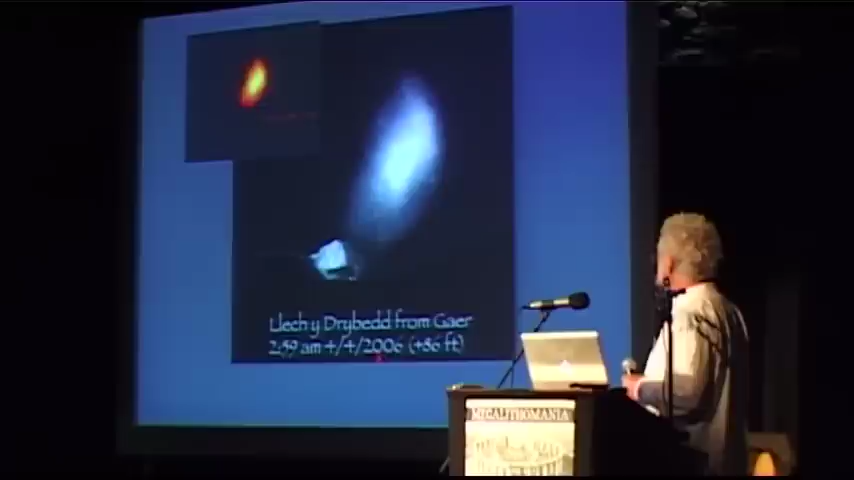 Llech y Drybedd from Gaer
2:59 am 4/4/2006 (+86 ft)
MEGALITHOMANIA